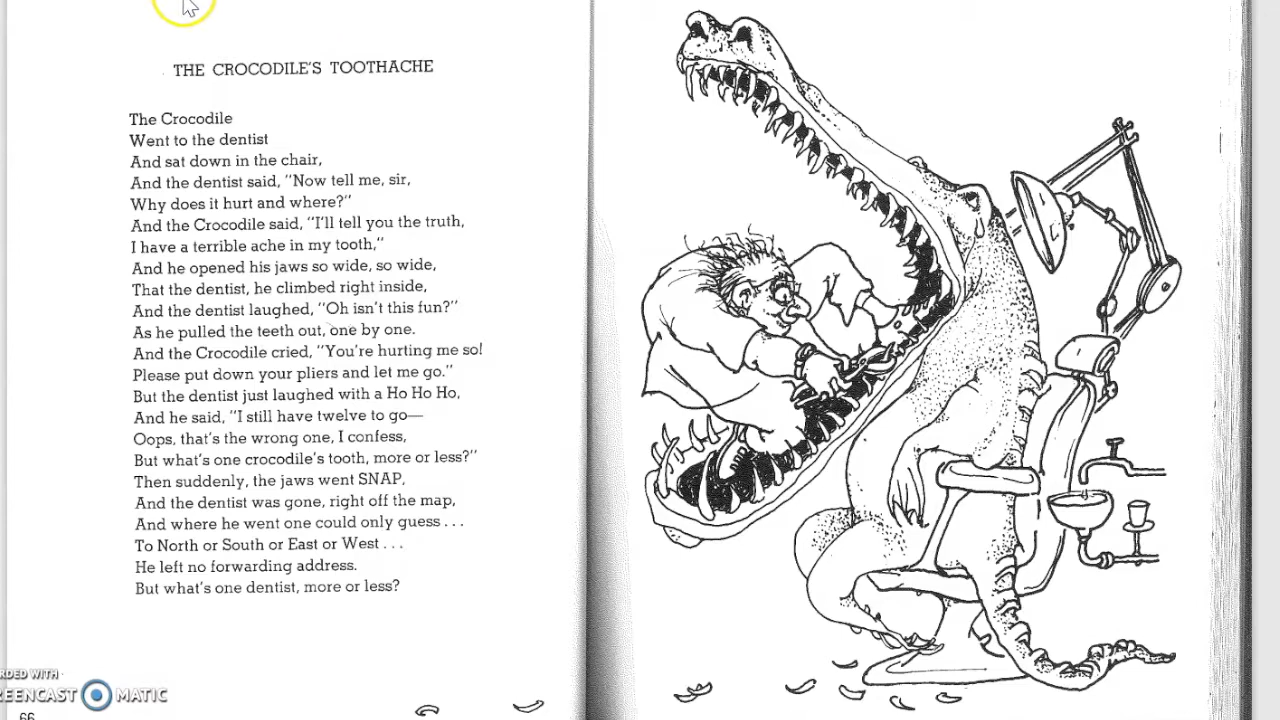 THE CROCODILE'S TOOTHACHE
The Crocodile
Went to the dentist
And sat down in the chair,
And the dentist said, "Now tell me, sir,
Why does it hurt and where?"
And the Crocodile said, "I'll tell you the truth,
I have a terrible ache in my tooth,"
And he opened his jaws so wide, so wide,
That the dentist, he climbed right inside,
And the dentist laughed, "Oh isn't this fun?"
As he pulled the teeth out, one by one.
And the Crocodile cried, "You're hurting me so!
Please put down your pliers and let me go."
But the dentist just laughed with a Ho Ho Ho,
And he said, "I still have twelve to go—
Oops, that's the wrong one, I confess,
But what's one crocodile's tooth, more or less?"
Then suddenly, the jaws went SNAP,
And the dentist was gone, right off the map,
And where he went one could only guess . . .
To North or South or East or West . . .
He left no forwarding address.
But what's one dentist, more or less?
RDED WITH
REENCAST MATIC
66